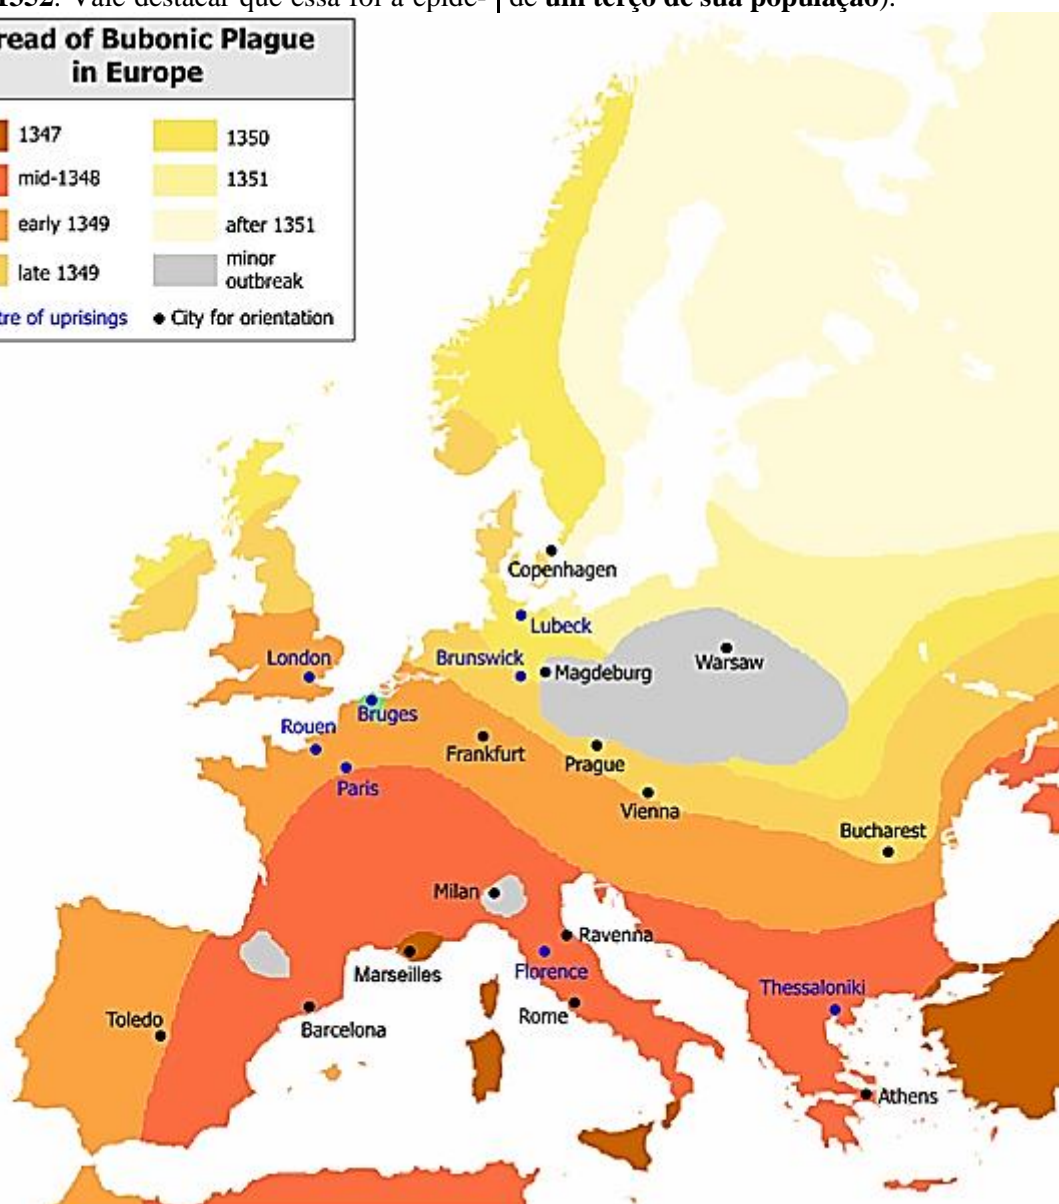 1352. Vale destacar que essa foi a epide-
de um terço de sua população).
read of Bubonic Plague
in Europe
1347
mid-1348
early 1349
late 1349
1350
1351
after 1351
minor
outbreak
tre of uprisings
City for orientation
Copenhagen
Lubeck
Brunswick
Magdeburg
Warsaw
London
Bruges
Rouen
Paris
Frankfurt
Prague
Vienna
Bucharest
Milan
Ravenna
Marseilles
Florence
Thessaloniki
Rome
Toledo
Barcelona
Athens